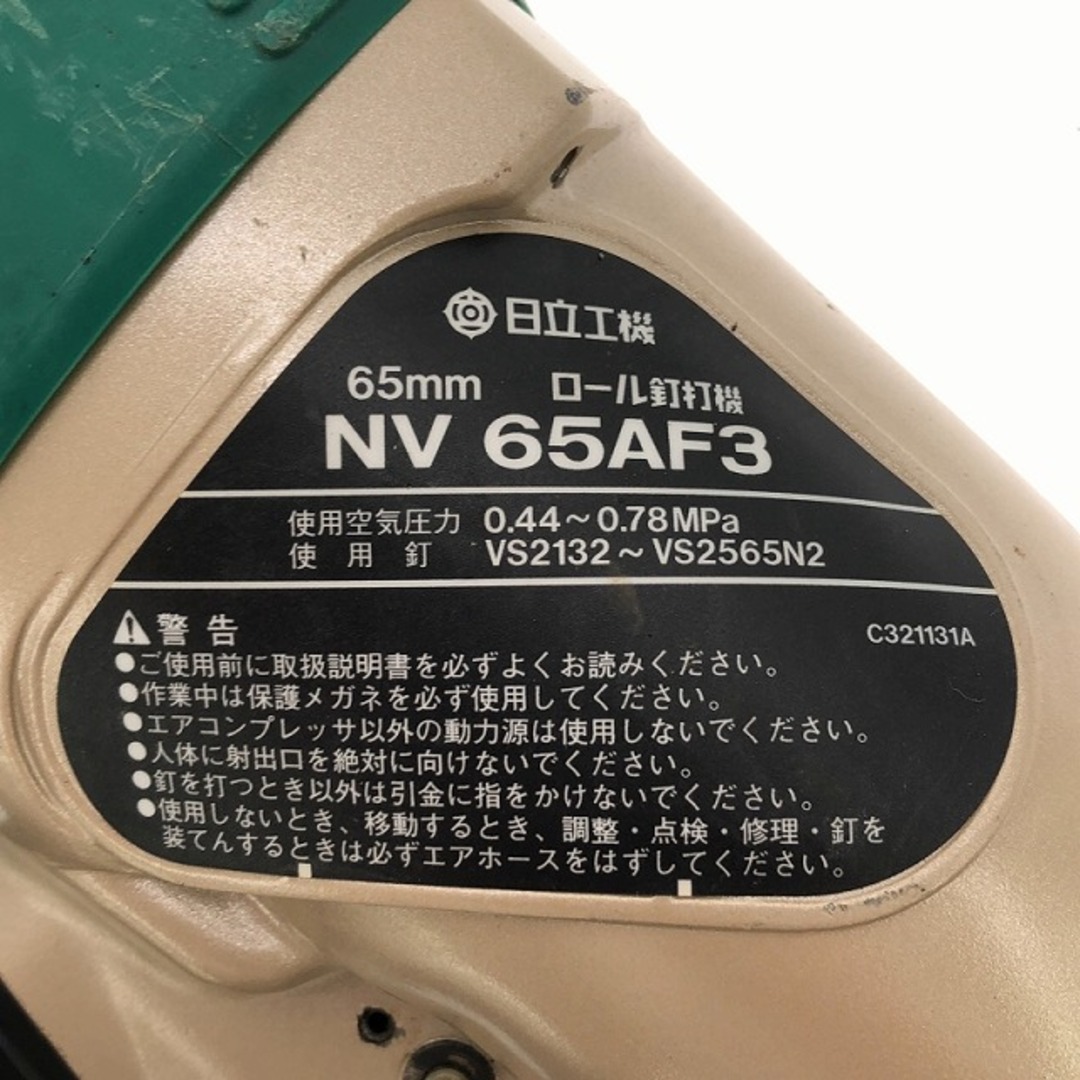 日立工機
65mm ロール釘打機
NV 65AF3
使用空気圧力 0.44～0.78MPa
使用釘 VS2132～VS2565N2
警告
C321131A
●ご使用前に取扱説明書を必ずよくお読みください。
●作業中は保護メガネを必ず使用してください。
●エアコンプレッサ以外の動力源は使用しないでください。
●人体に射出口を絶対に向けないでください。
●釘を打つとき以外は引金に指をかけないでください。
●使用しないとき、移動するとき、調整・点検・修理・釘を
装てんするときは必ずエアホースをはずしてください。